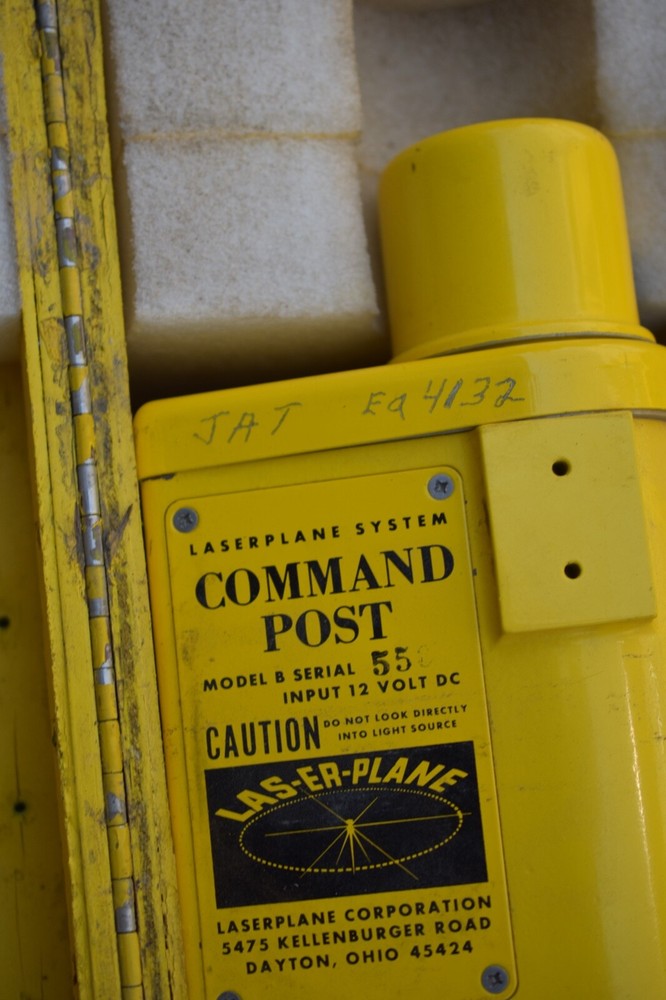 JAT Eq 4132
LASERPLANE SYSTEM
COMMAND
POST
MODEL B SERIAL
INPUT 12 VOLT DC
CAUTION DO NOT LOOK DIRECTLY
INTO LIGHT SOURCE
LAS-ER-PLANE
LASERPLANE CORPORATION
5475 KELLENBURGER ROAD
DAYTON, OHIO 45424